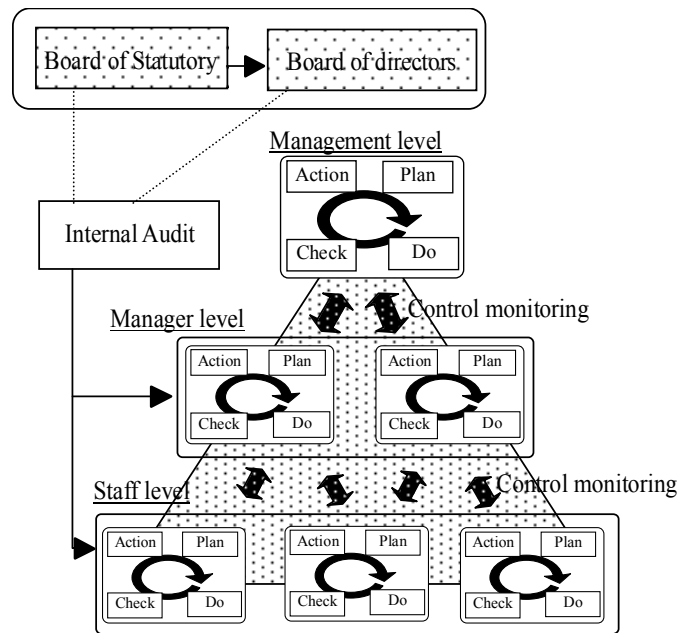 Board of Statutory
Board of directors
Management level
Action
Plan
Internal Audit
Check
Do
Control monitoring
Manager level
Action
Plan
Action
Plan
Check
Do
Check
Do
Control monitoring
Staff level
Action
Plan
Action
Plan
Action
Plan
Check
Do
Check
Do
Check
Do